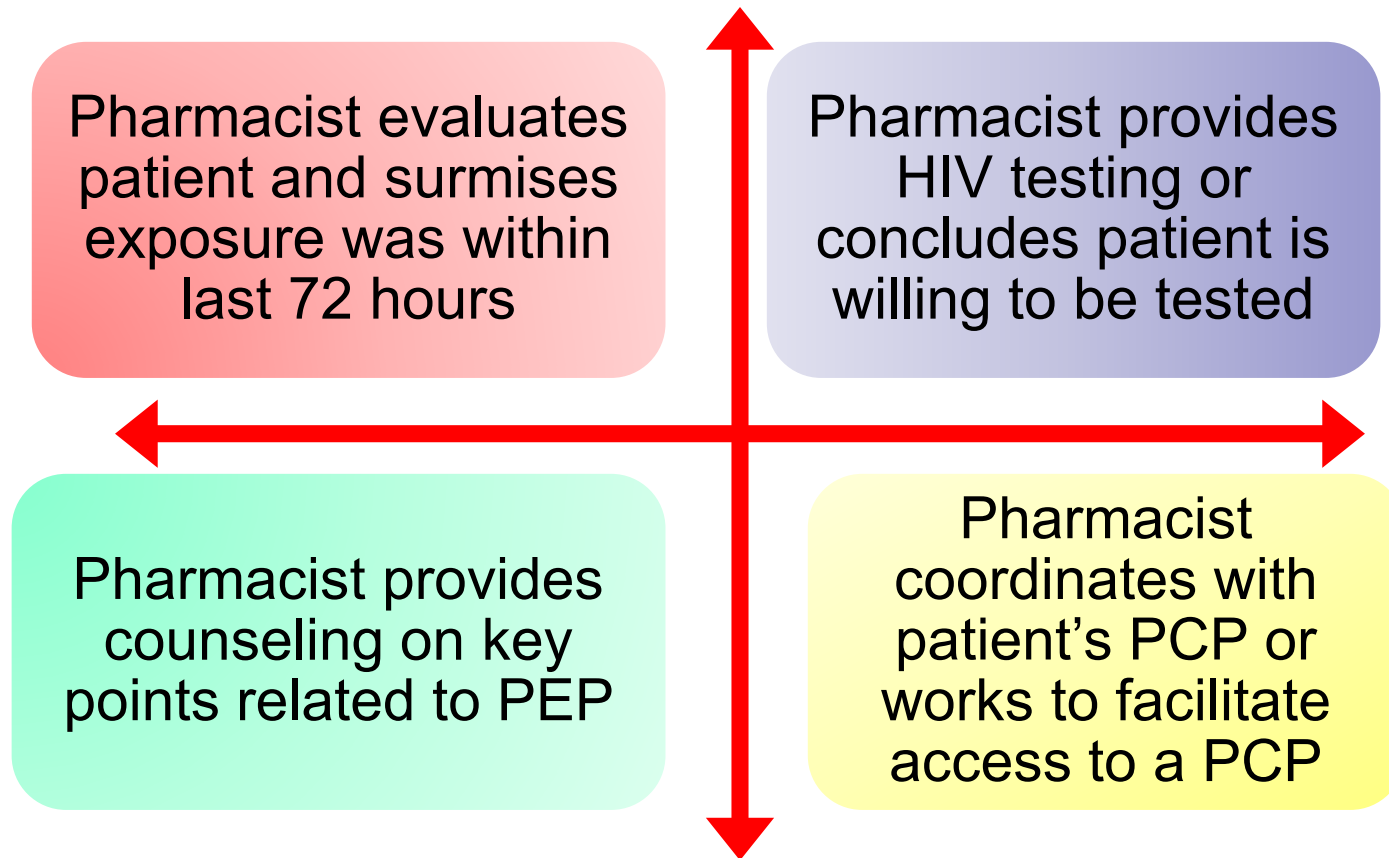 Pharmacist evaluates
patient and surmises
exposure was within
last 72 hours
Pharmacist provides
HIV testing or
concludes patient is
willing to be tested
Pharmacist provides
counseling on key
points related to PEP
Pharmacist
coordinates with
patient’s PCP or
works to facilitate
access to a PCP